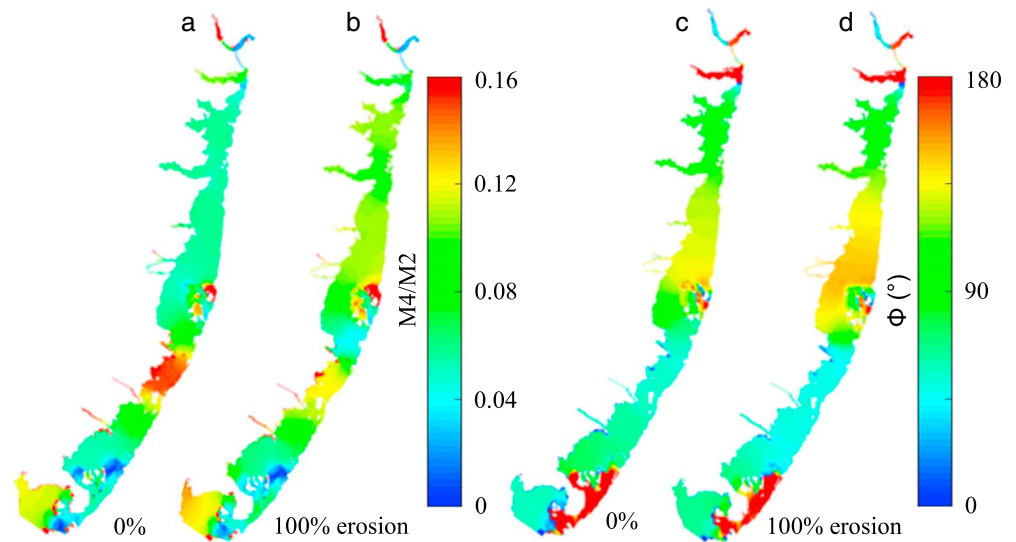 a
b
c
d
0.16
0.12
0.08
0.04
0
M4/M2
180
90
0
Φ (°)
0%
100% erosion
0%
100% erosion